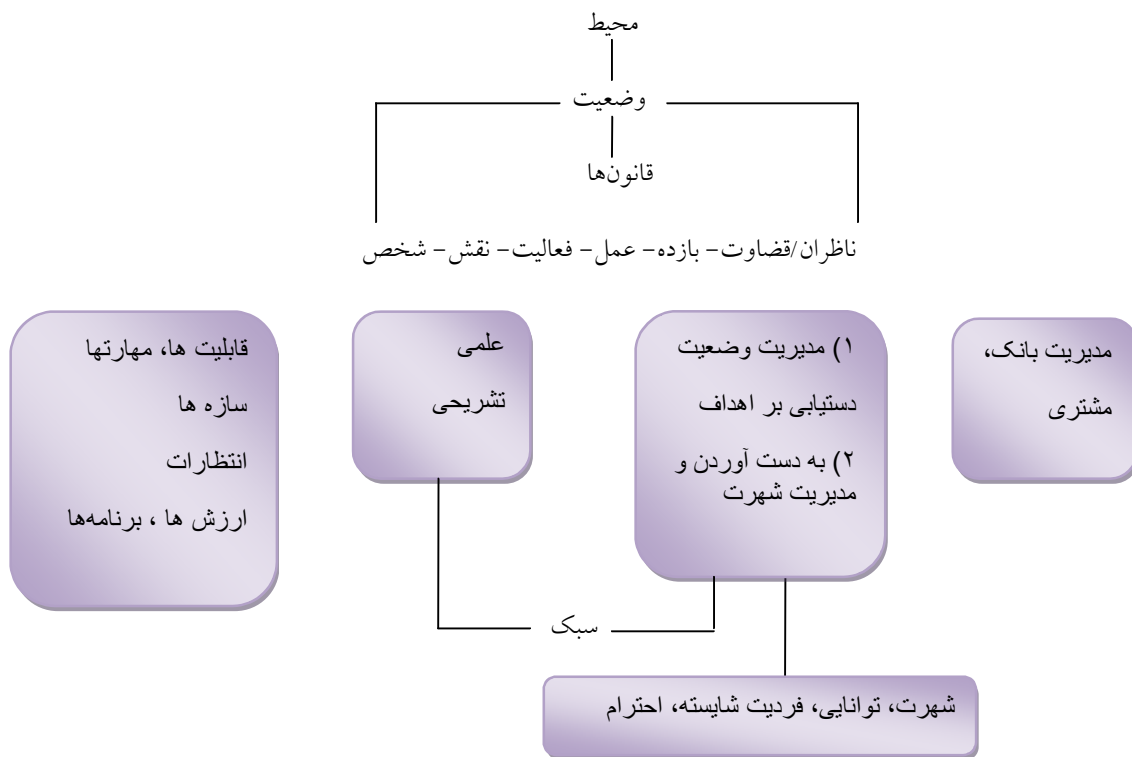 محیط
وضعیت
قانون‌ها
ناظران/قضاوت– بازده– عمل– فعالیت– نقش– شخص
مدیریت بانک،
مشتری
۱) مدیریت وضعیت
دستیابی بر اهداف
۲) به دست آوردن و
مدیریت شهرت
علمی
تشریحی
قابلیت ها، مهارتها
سازه ها
انتظارات
ارزش ها ، برنامه‌ها
سبک
شهرت، توانایی، فردیت شایسته، احترام